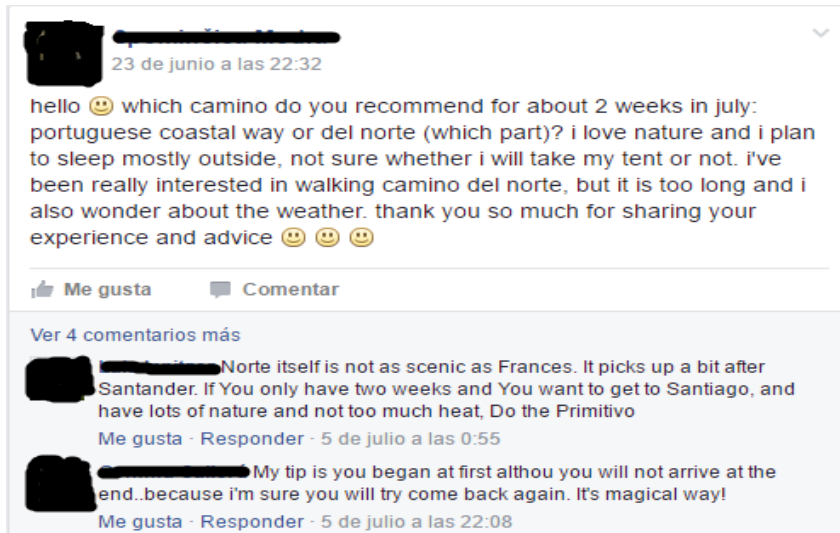 23 de junio a las 22:32
hello which camino do you recommend for about 2 weeks in july:
portuguese coastal way or del norte (which part)? i love nature and i plan
to sleep mostly outside, not sure whether i will take my tent or not. i've
been really interested in walking camino del norte, but it is too long and i
also wonder about the weather. thank you so much for sharing your
experience and advice
Me gusta Comentar
Ver 4 comentarios más
Norte itself is not as scenic as Frances. It picks up a bit after
Santander. If You only have two weeks and You want to get to Santiago, and
have lots of nature and not too much heat, Do the Primitivo
Me gusta · Responder · 5 de julio a las 0:55
My tip is you began at first althou you will not arrive at the
end..because i'm sure you will try come back again. It's magical way!
Me gusta · Responder · 5 de julio a las 22:08